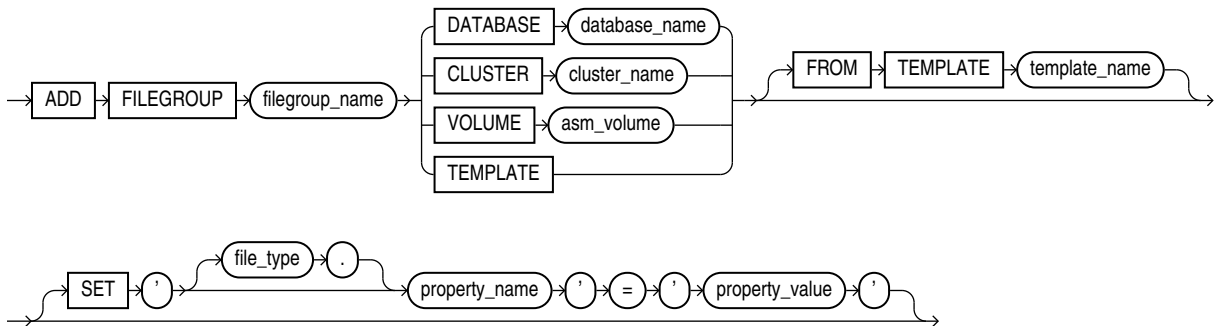 DATABASE database_name
CLUSTER cluster_name
FROM TEMPLATE template_name
ADD FILEGROUP filegroup_name
VOLUME asm_volume
TEMPLATE
file_type .
SET ' property_name ' = ' property_value '